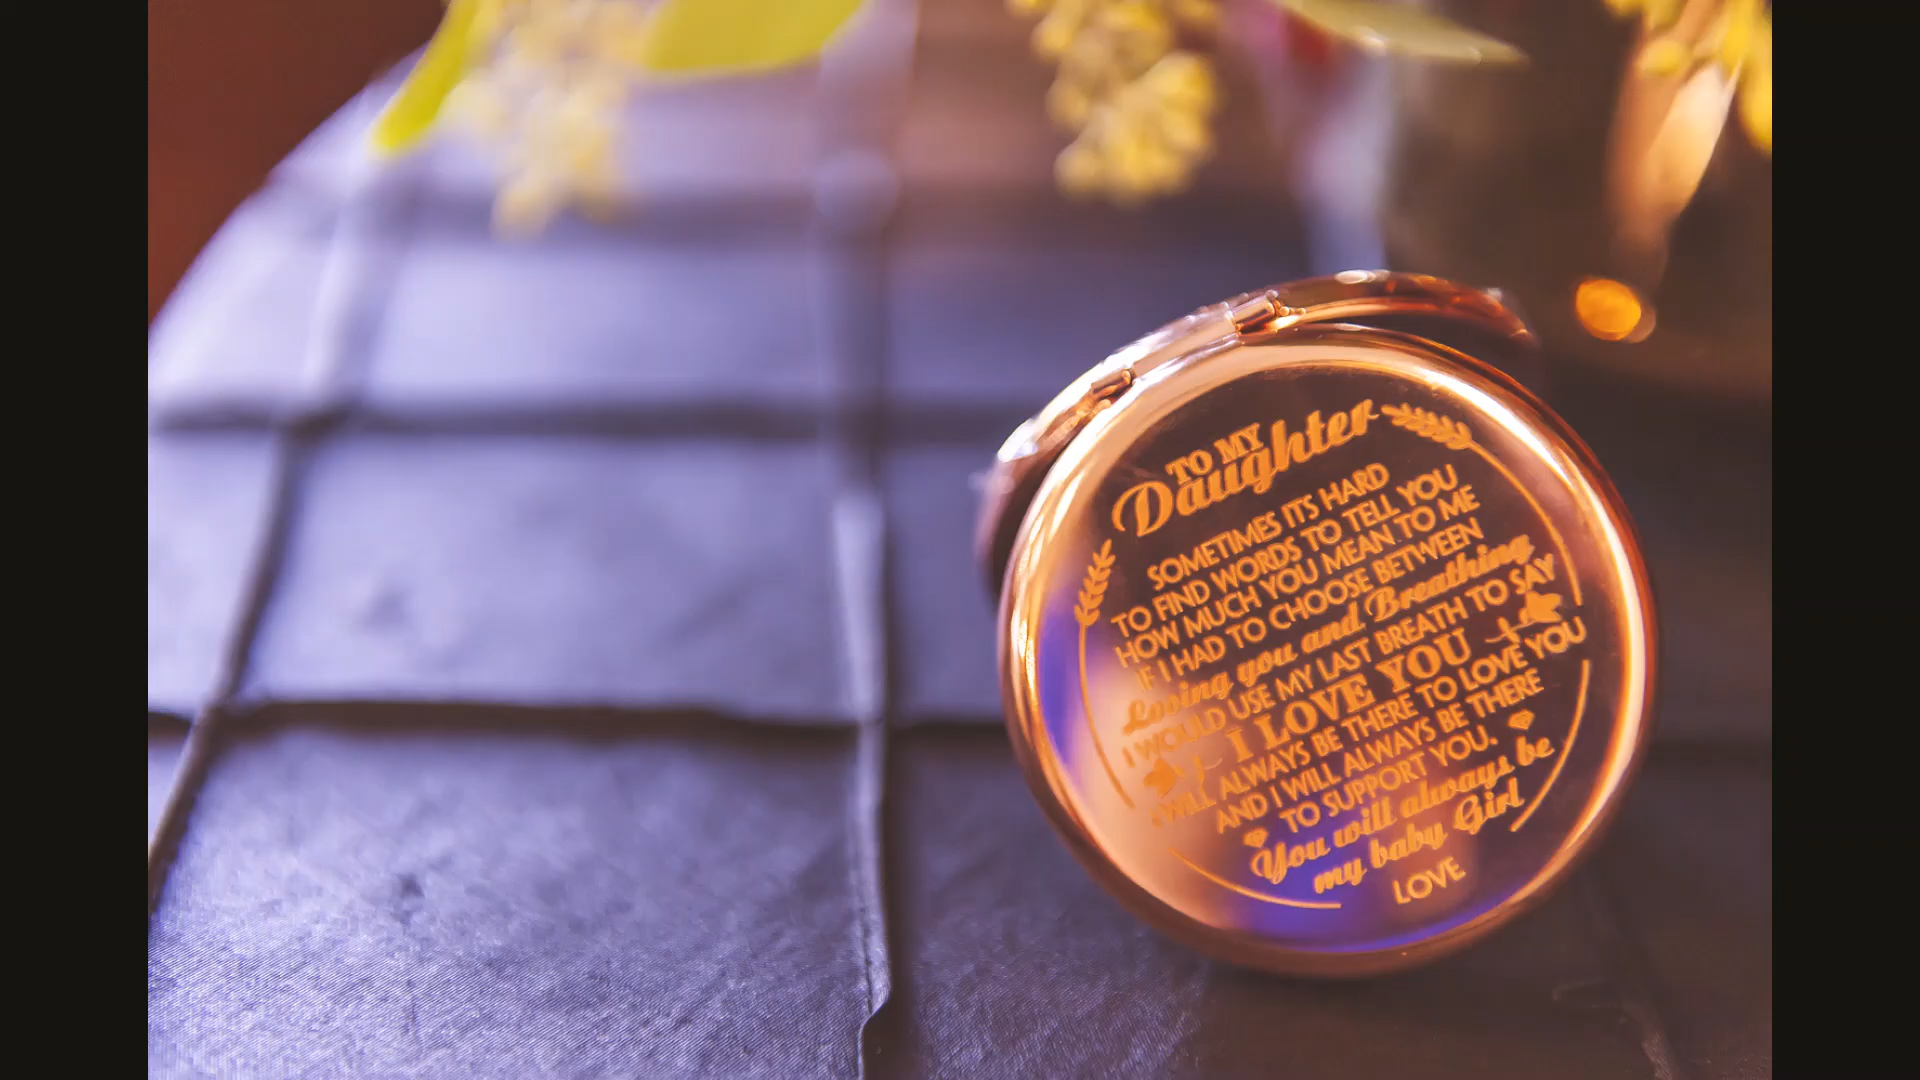 TO MY
Daughter
SOMETIMES ITS HARD
TO FIND WORDS TO TELL YOU
HOW MUCH YOU MEAN TO ME
IF I HAD TO CHOOSE BETWEEN
Loving you and Breathing
I WOULD USE MY LAST BREATH TO SAY
I LOVE YOU
I WILL ALWAYS BE THERE TO LOVE YOU
AND I WILL ALWAYS BE THERE
TO SUPPORT YOU.
You will always be
my baby Girl
LOVE